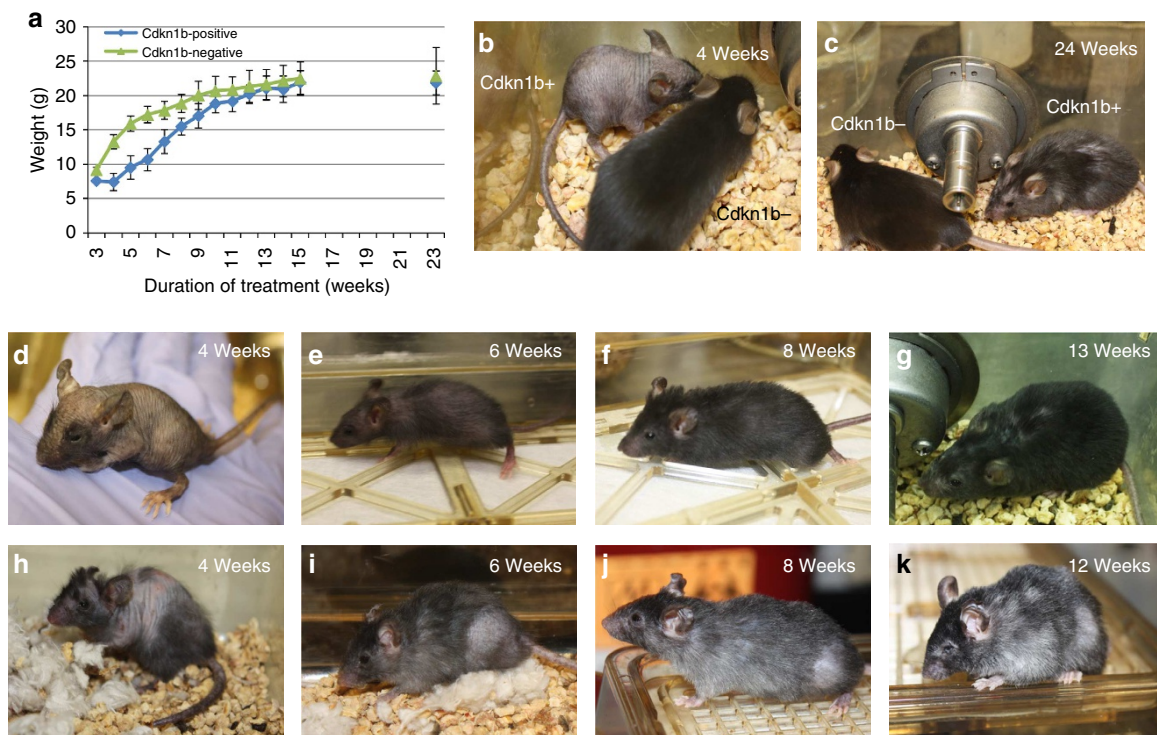 a
30
25
20
15
10
5
0
Weight (g)
Cdkn1b-positive
Cdkn1b-negative
3
5
7
9
11
13
15
17
19
21
23
Duration of treatment (weeks)
b
4 Weeks
Cdkn1b+
Cdkn1b–
c
24 Weeks
Cdkn1b–
Cdkn1b+
d
4 Weeks
e
6 Weeks
f
8 Weeks
g
13 Weeks
h
4 Weeks
i
6 Weeks
j
8 Weeks
k
12 Weeks